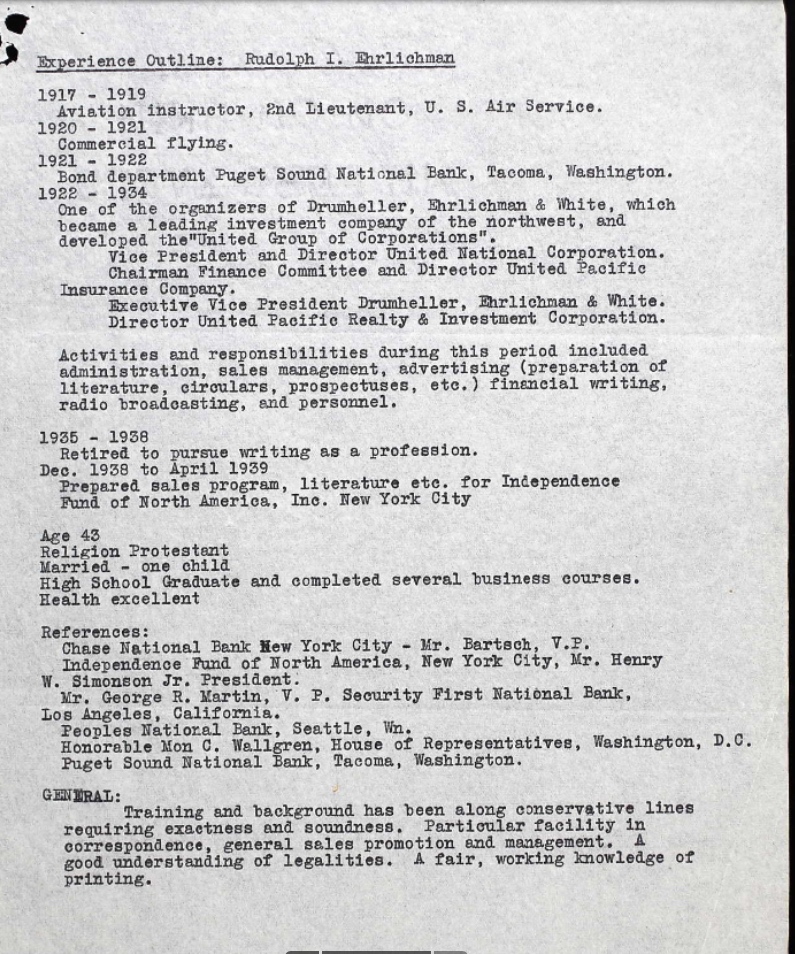 Experience Outline: Rudolph I. Ehrlichman
1917 - 1919
Aviation instructor, 2nd Lieutenant, U. S. Air Service.
1920 - 1921
Commercial flying.
1921 - 1922
Bond department Puget Sound National Bank, Tacoma, Washington.
1922 - 1934
One of the organizers of Drumheller, Ehrlichman & White, which
became a leading investment company of the northwest, and
developed the"United Group of Corporations".
Vice President and Director United National Corporation.
Chairman Finance Committee and Director United Pacific
Insurance Company.
Executive Vice President Drumheller, Ehrlichman & White.
Director United Pacific Realty & Investment Corporation.
Activities and responsibilities during this period included
administration, sales management, advertising (preparation of
literature, circulars, prospectuses, etc.) financial writing,
radio broadcasting, and personnel.
1935 - 1938
Retired to pursue writing as a profession.
Dec. 1938 to April 1939
Prepared sales program, literature etc. for Independence
Fund of North America, Inc. New York City
Age 43
Religion Protestant
Married - one child
High School Graduate and completed several business courses.
Health excellent
References:
Chase National Bank New York City - Mr. Bartsch, V.P.
Independence Fund of North America, New York City, Mr. Henry
W. Simonson Jr. President.
Mr. George R. Martin, V. P. Security First National Bank,
Los Angeles, California.
Peoples National Bank, Seattle, Wn.
Honorable Mon C. Wallgren, House of Representatives, Washington, D.C.
Puget Sound National Bank, Tacoma, Washington.
GENERAL:
Training and background has been along conservative lines
requiring exactness and soundness. Particular facility in
correspondence, general sales promotion and management. A
good understanding of legalities. A fair, working knowledge of
printing.